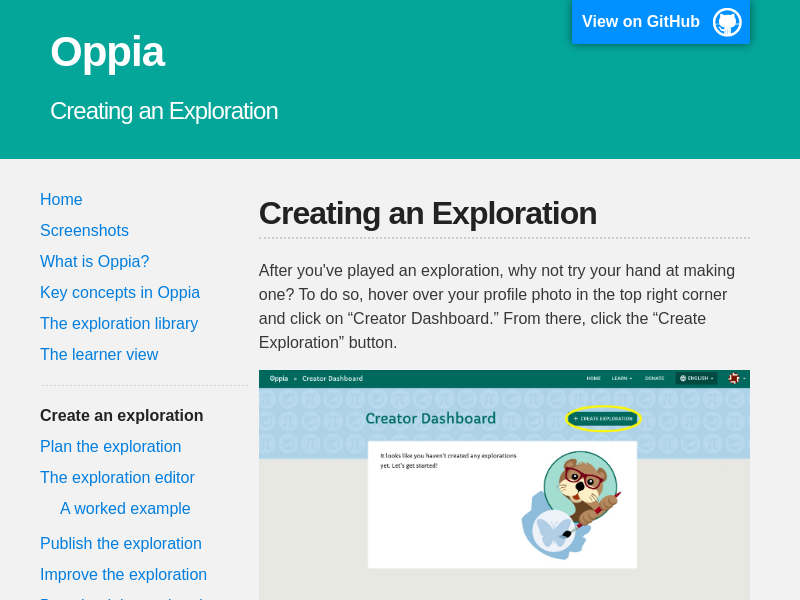 View on GitHub
Oppia
Creating an Exploration
Home
Screenshots
What is Oppia?
Key concepts in Oppia
The exploration library
The learner view
Create an exploration
Plan the exploration
The exploration editor
A worked example
Publish the exploration
Improve the exploration
Creating an Exploration
After you've played an exploration, why not try your hand at making
one? To do so, hover over your profile photo in the top right corner
and click on “Creator Dashboard.” From there, click the “Create
Exploration” button.
Oppia > Creator Dashboard
HOME LEARN DONATE ENGLISH
Creator Dashboard
+ CREATE EXPLORATION
It looks like you haven't created any explorations
yet. Let's get started!